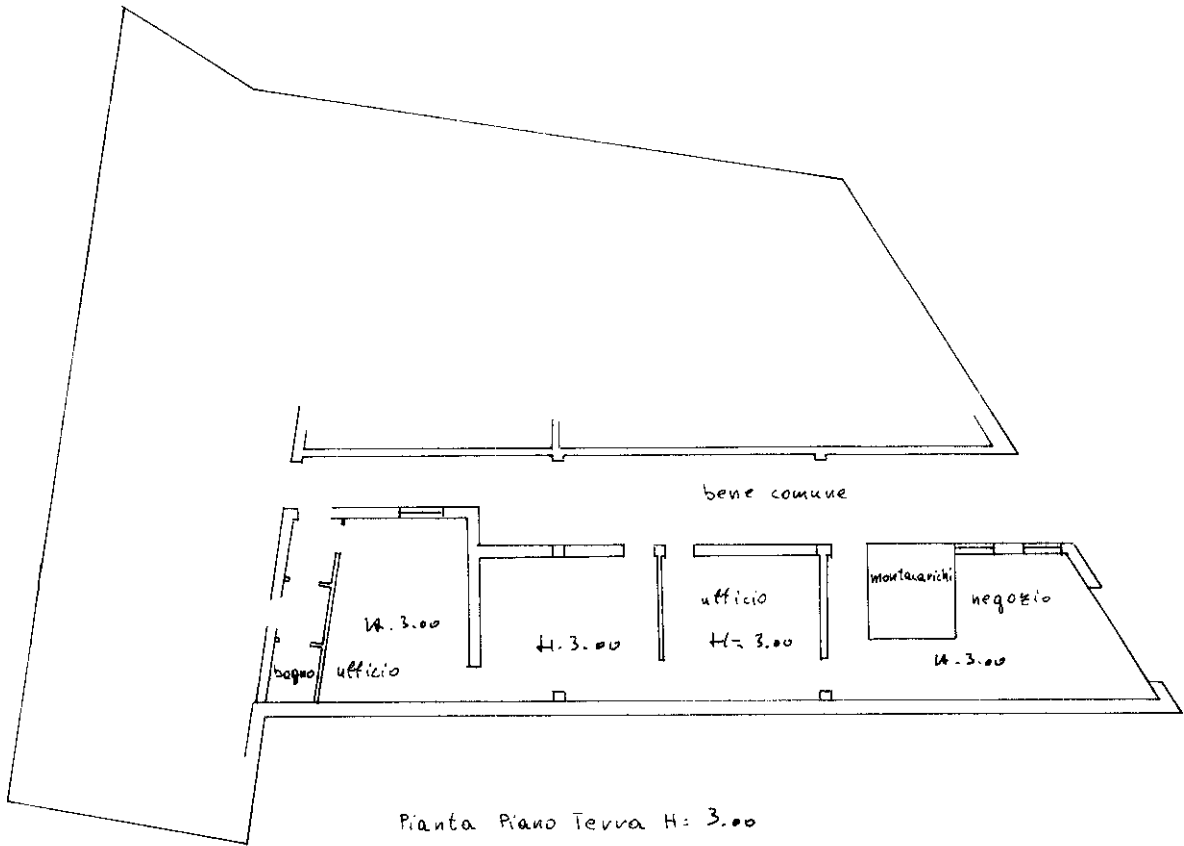 bene comune
montacarichi
negozio
ufficio
H. 3.00
H. 3.00
H= 3.00
H. 3.00
bagno
ufficio
Pianta Piano Terra H: 3.00